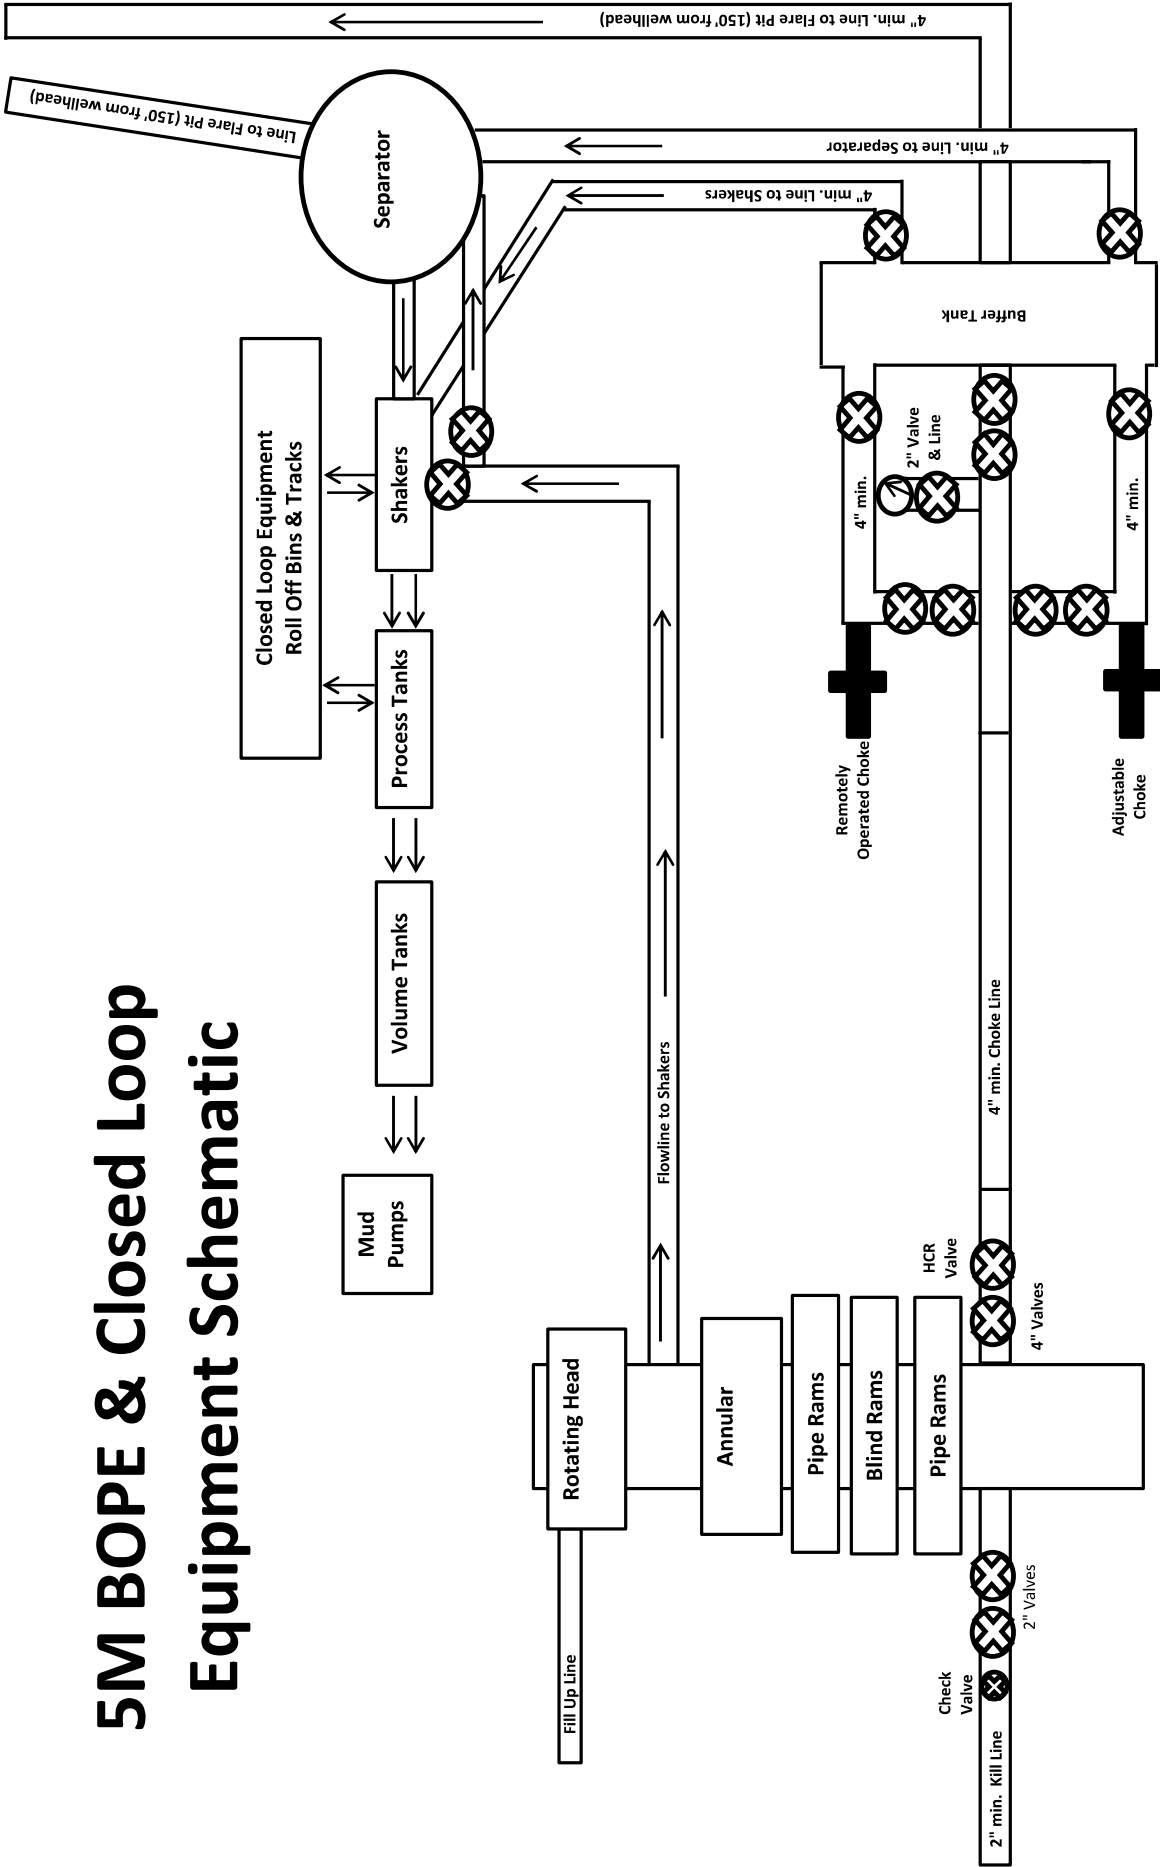 5M BOPE & Closed Loop
Equipment Schematic
Closed Loop Equipment
Roll Off Bins & Tracks
Mud
Pumps
Volume Tanks
Process Tanks
Shakers
Separator
Line to Flare Pit (150' from wellhead)
4" min. Line to Flare Pit (150' from wellhead)
4" min. Line to Separator
4" min. Line to Shakers
Fill Up Line
Rotating Head
Flowline to Shakers
Annular
Pipe Rams
Blind Rams
Pipe Rams
Remotely
Operated Choke
4" min.
2" Valve
& Line
Buffer Tank
Check
Valve
HCR
Valve
2" min.  Kill Line
4" min. Choke Line
2" Valves
4" Valves
Adjustable
Choke
4" min.